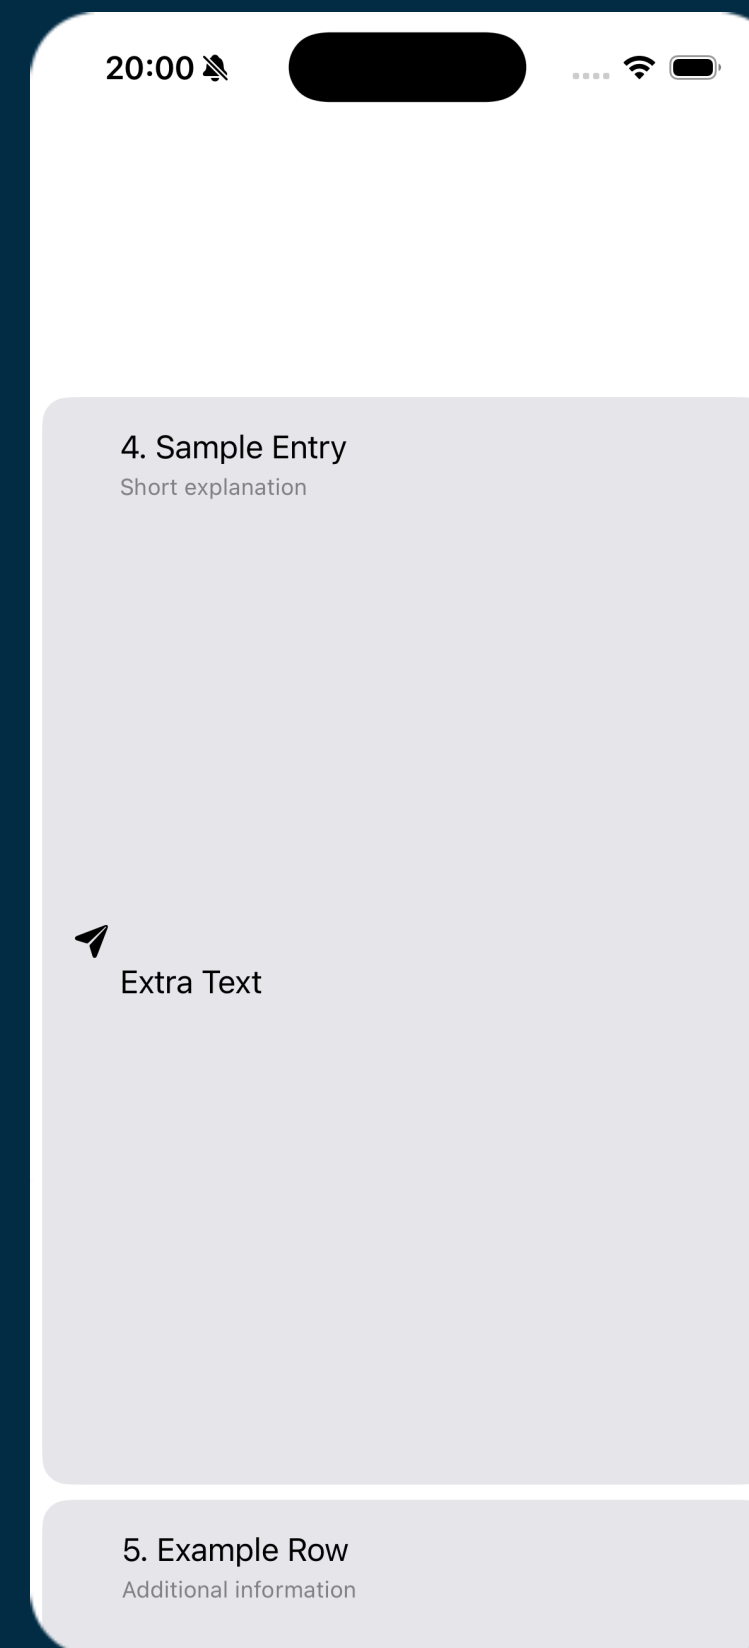 20:00
4. Sample Entry
Short explanation
Extra Text
5. Example Row
Additional information